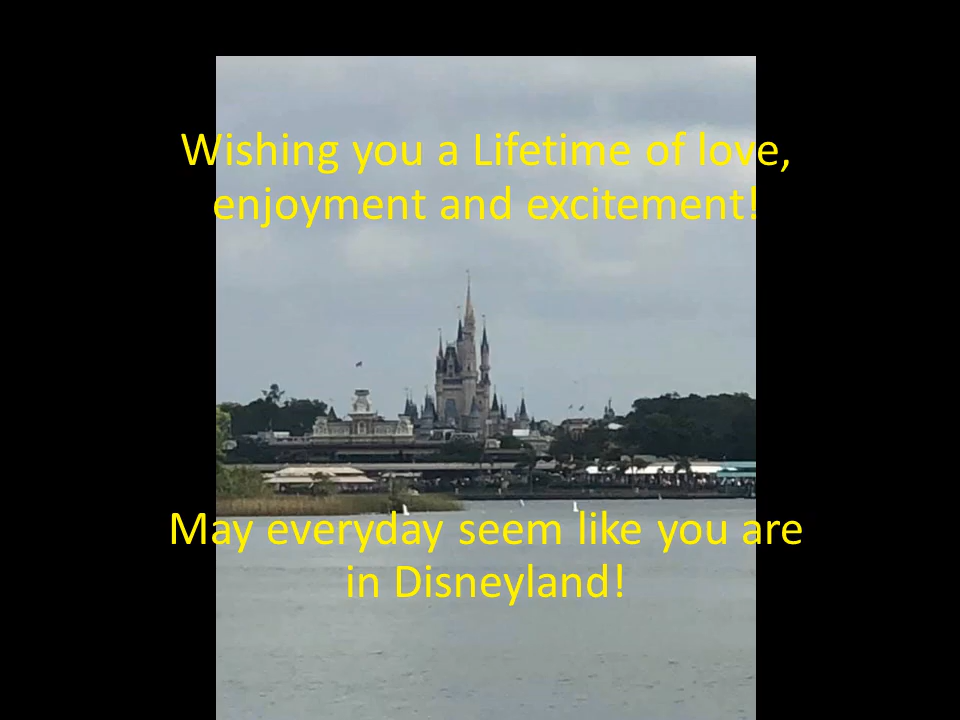 Wishing you a Lifetime of love,
enjoyment and excitement!
May everyday seem like you are
in Disneyland!